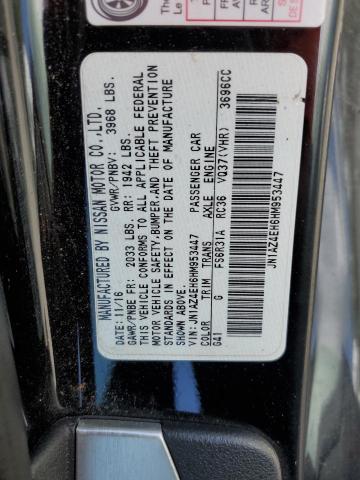 MANUFACTURED BY NISSAN MOTOR CO.,LTD.
11/16 GVWR/PNBV: 3968 LBS.
GAWR/PNBE FR: 2033 LBS. RR: 1942 LBS.
THIS VEHICLE CONFORMS TO ALL APPLICABLE FEDERAL
MOTOR VEHICLE SAFETY,BUMPER,AND THEFT PREVENTION
STANDARDS IN EFFECT ON THE DATE OF MANUFACTURE
SHOWN ABOVE.
VIN: JN1AZ4EH6HM953447 PASSENGER CAR
COLOR TRIM TRANS AXLE ENGINE
G41 G FS6R31A RC36 VQ37(VHR) 3696CC
JN1AZ4EH6HM953447